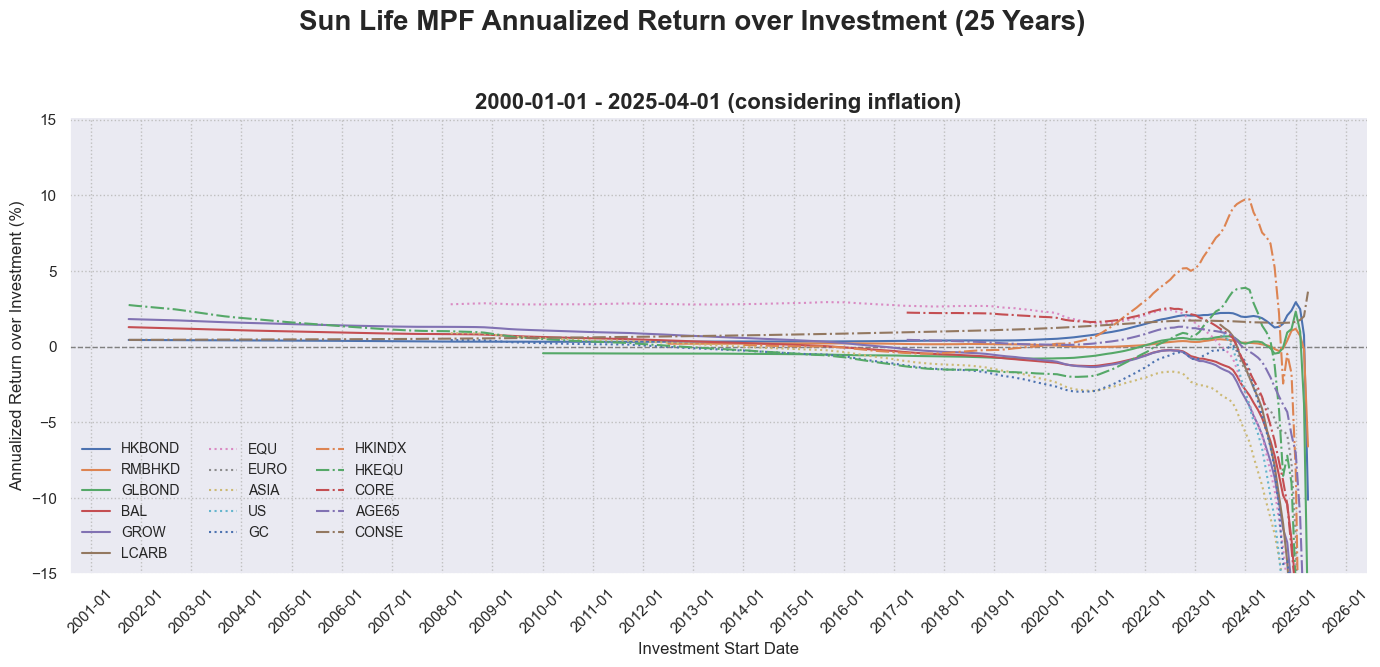 Sun Life MPF Annualized Return over Investment (25 Years)
2000-01-01 - 2025-04-01 (considering inflation)
Annualized Return over Investment (%)
15
10
5
0
−5
−10
−15
HKBOND
RMBHKD
GLBOND
BAL
GROW
LCARB
EQU
EURO
ASIA
US
GC
HKINDX
HKEQU
CORE
AGE65
CONSE
2001-01
2002-01
2003-01
2004-01
2005-01
2006-01
2007-01
2008-01
2009-01
2010-01
2011-01
2012-01
2013-01
2014-01
2015-01
2016-01
2017-01
2018-01
2019-01
2020-01
2021-01
2022-01
2023-01
2024-01
2025-01
2026-01
Investment Start Date